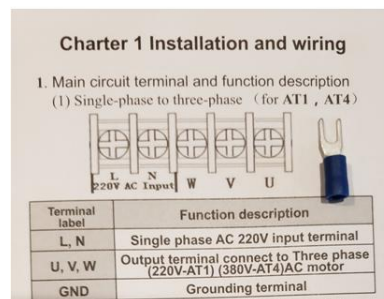 Charter 1 Installation and wiring
1. Main circuit terminal and function description
(1) Single-phase to three-phase (for AT1 , AT4)
L N
220V AC Input W V U
Terminal label Function description
L, N Single phase AC 220V input terminal
U, V, W Output terminal connect to Three phase
(220V-AT1) (380V-AT4)AC motor
GND Grounding terminal